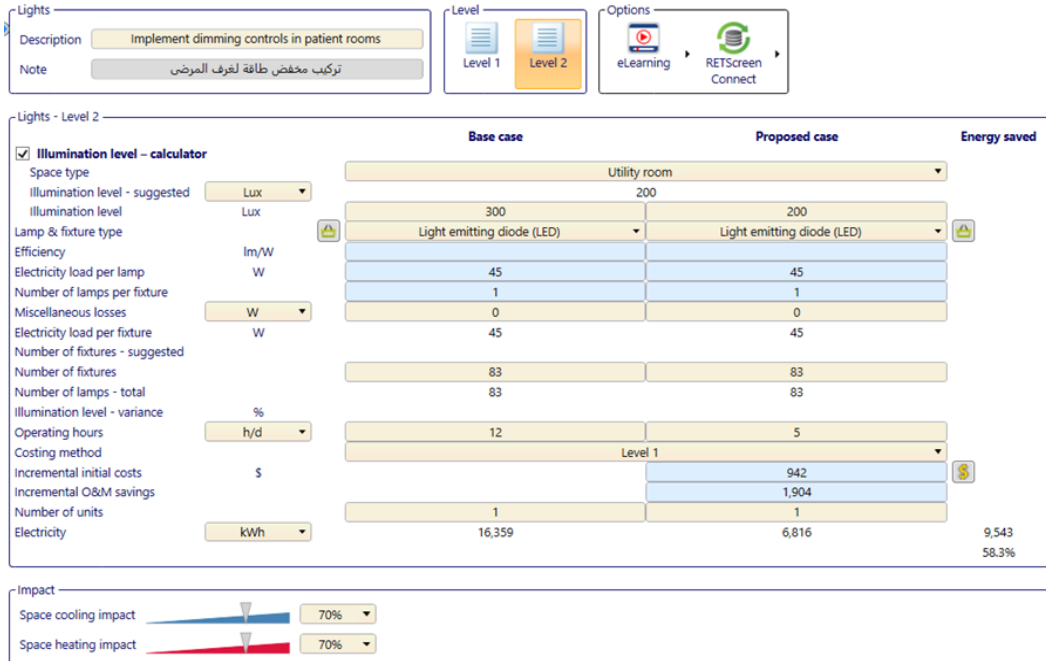 Lights
Description Implement dimming controls in patient rooms
Note تركيب مخفض طاقة لغرف المرضى
Level
Level 1 Level 2
Options
eLearning RETScreen Connect
Lights - Level 2
Base case Proposed case Energy saved
Illumination level – calculator
Space type Utility room
Illumination level - suggested Lux 200
Illumination level Lux 300 200
Lamp & fixture type Light emitting diode (LED) Light emitting diode (LED)
Efficiency lm/W
Electricity load per lamp W 45 45
Number of lamps per fixture 1 1
Miscellaneous losses W 0 0
Electricity load per fixture W 45 45
Number of fixtures - suggested
Number of fixtures 83 83
Number of lamps - total 83 83
Illumination level - variance %
Operating hours h/d 12 5
Costing method Level 1
Incremental initial costs $ 942 $
Incremental O&M savings 1,904
Number of units 1 1
Electricity kWh 16,359 6,816 9,543
58.3%
Impact
Space cooling impact 70%
Space heating impact 70%